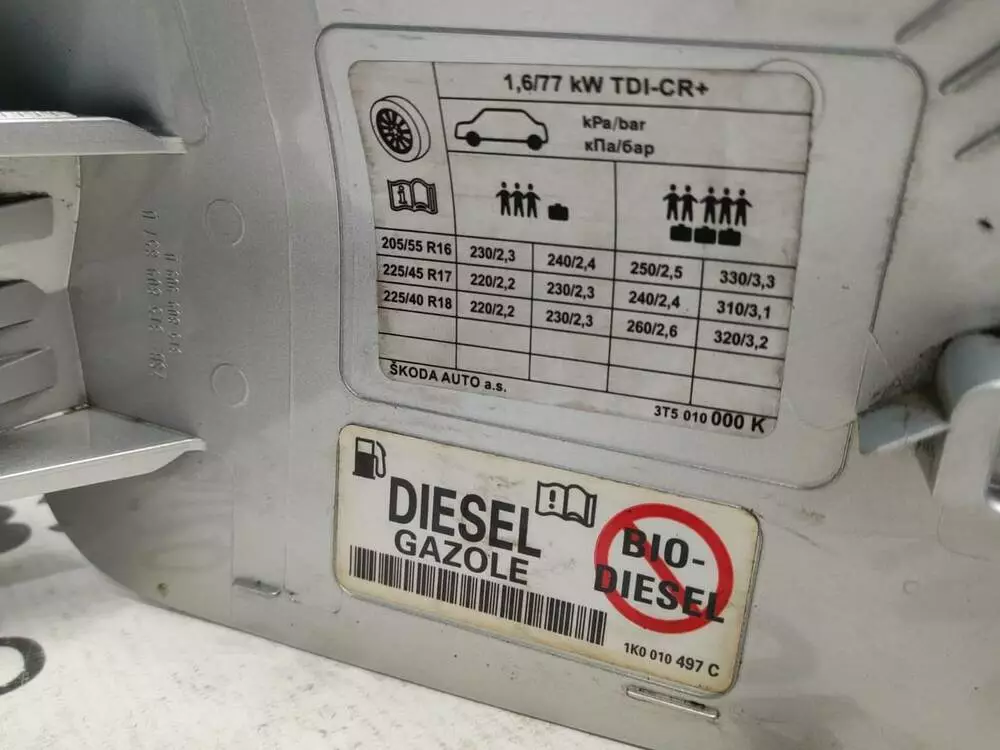 1,6/77 kW TDI-CR+
kPa/bar
кПа/бар
205/55 R16 230/2,3 240/2,4 250/2,5 330/3,3
225/45 R17 220/2,2 230/2,3 240/2,4 310/3,1
225/40 R18 220/2,2 230/2,3 260/2,6 320/3,2
ŠKODA AUTO a.s.
3T5 010 000 K
DIESEL
GAZOLE
BIO-
DIESEL
1K0 010 497 C